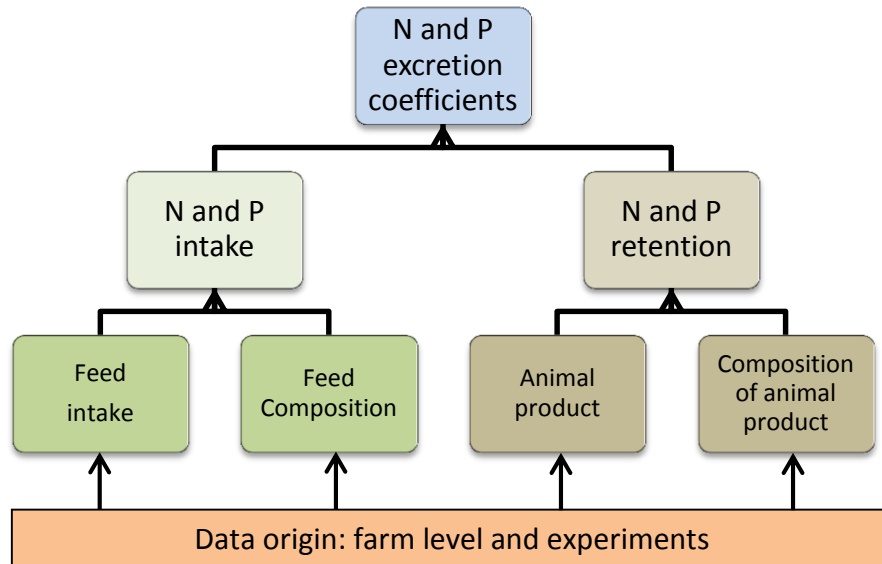 N and P
excretion
coefficients
N and P
intake
N and P
retention
Feed
intake
Feed
Composition
Animal
product
Composition
of animal
product
Data origin: farm level and experiments